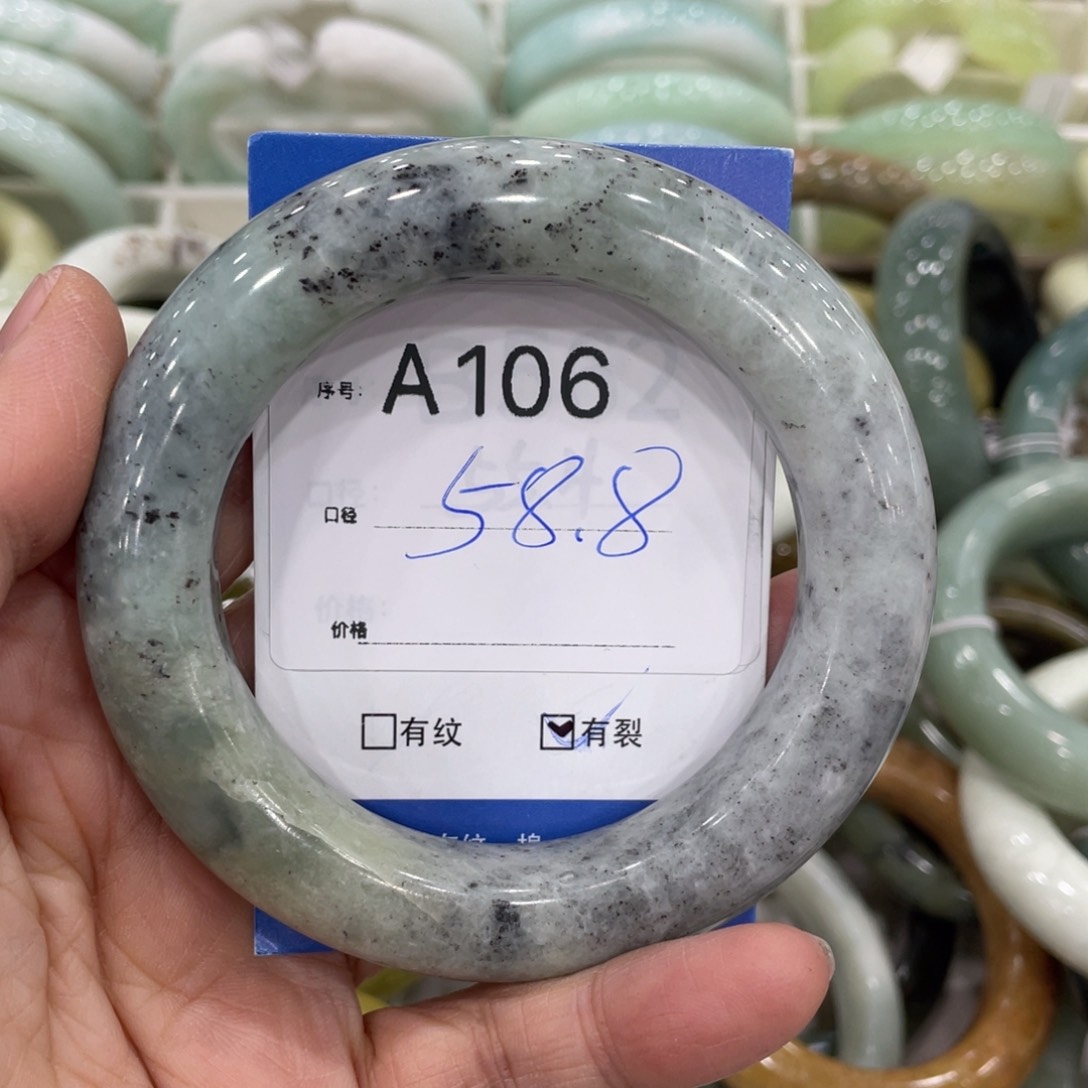 序号: A106
口径 58.8
价格
□有纹 ☑有裂